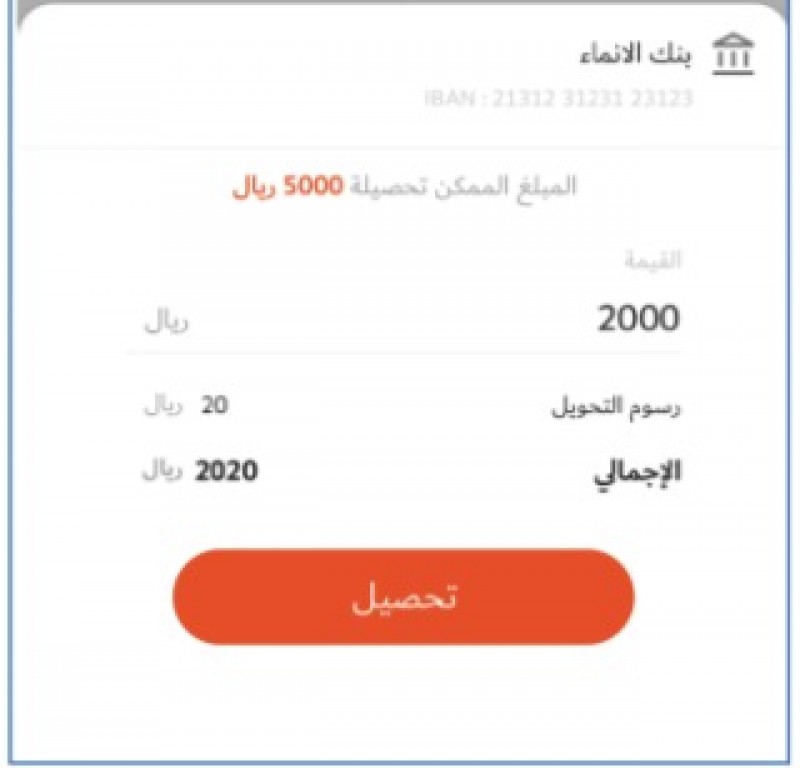 بنك الانماء
IBAN : 21312 31231 23123
المبلغ الممكن تحصيلة 5000 ريال
القيمة
2000 ريال
رسوم التحويل 20 ريال
الإجمالي 2020 ريال
تحصيل